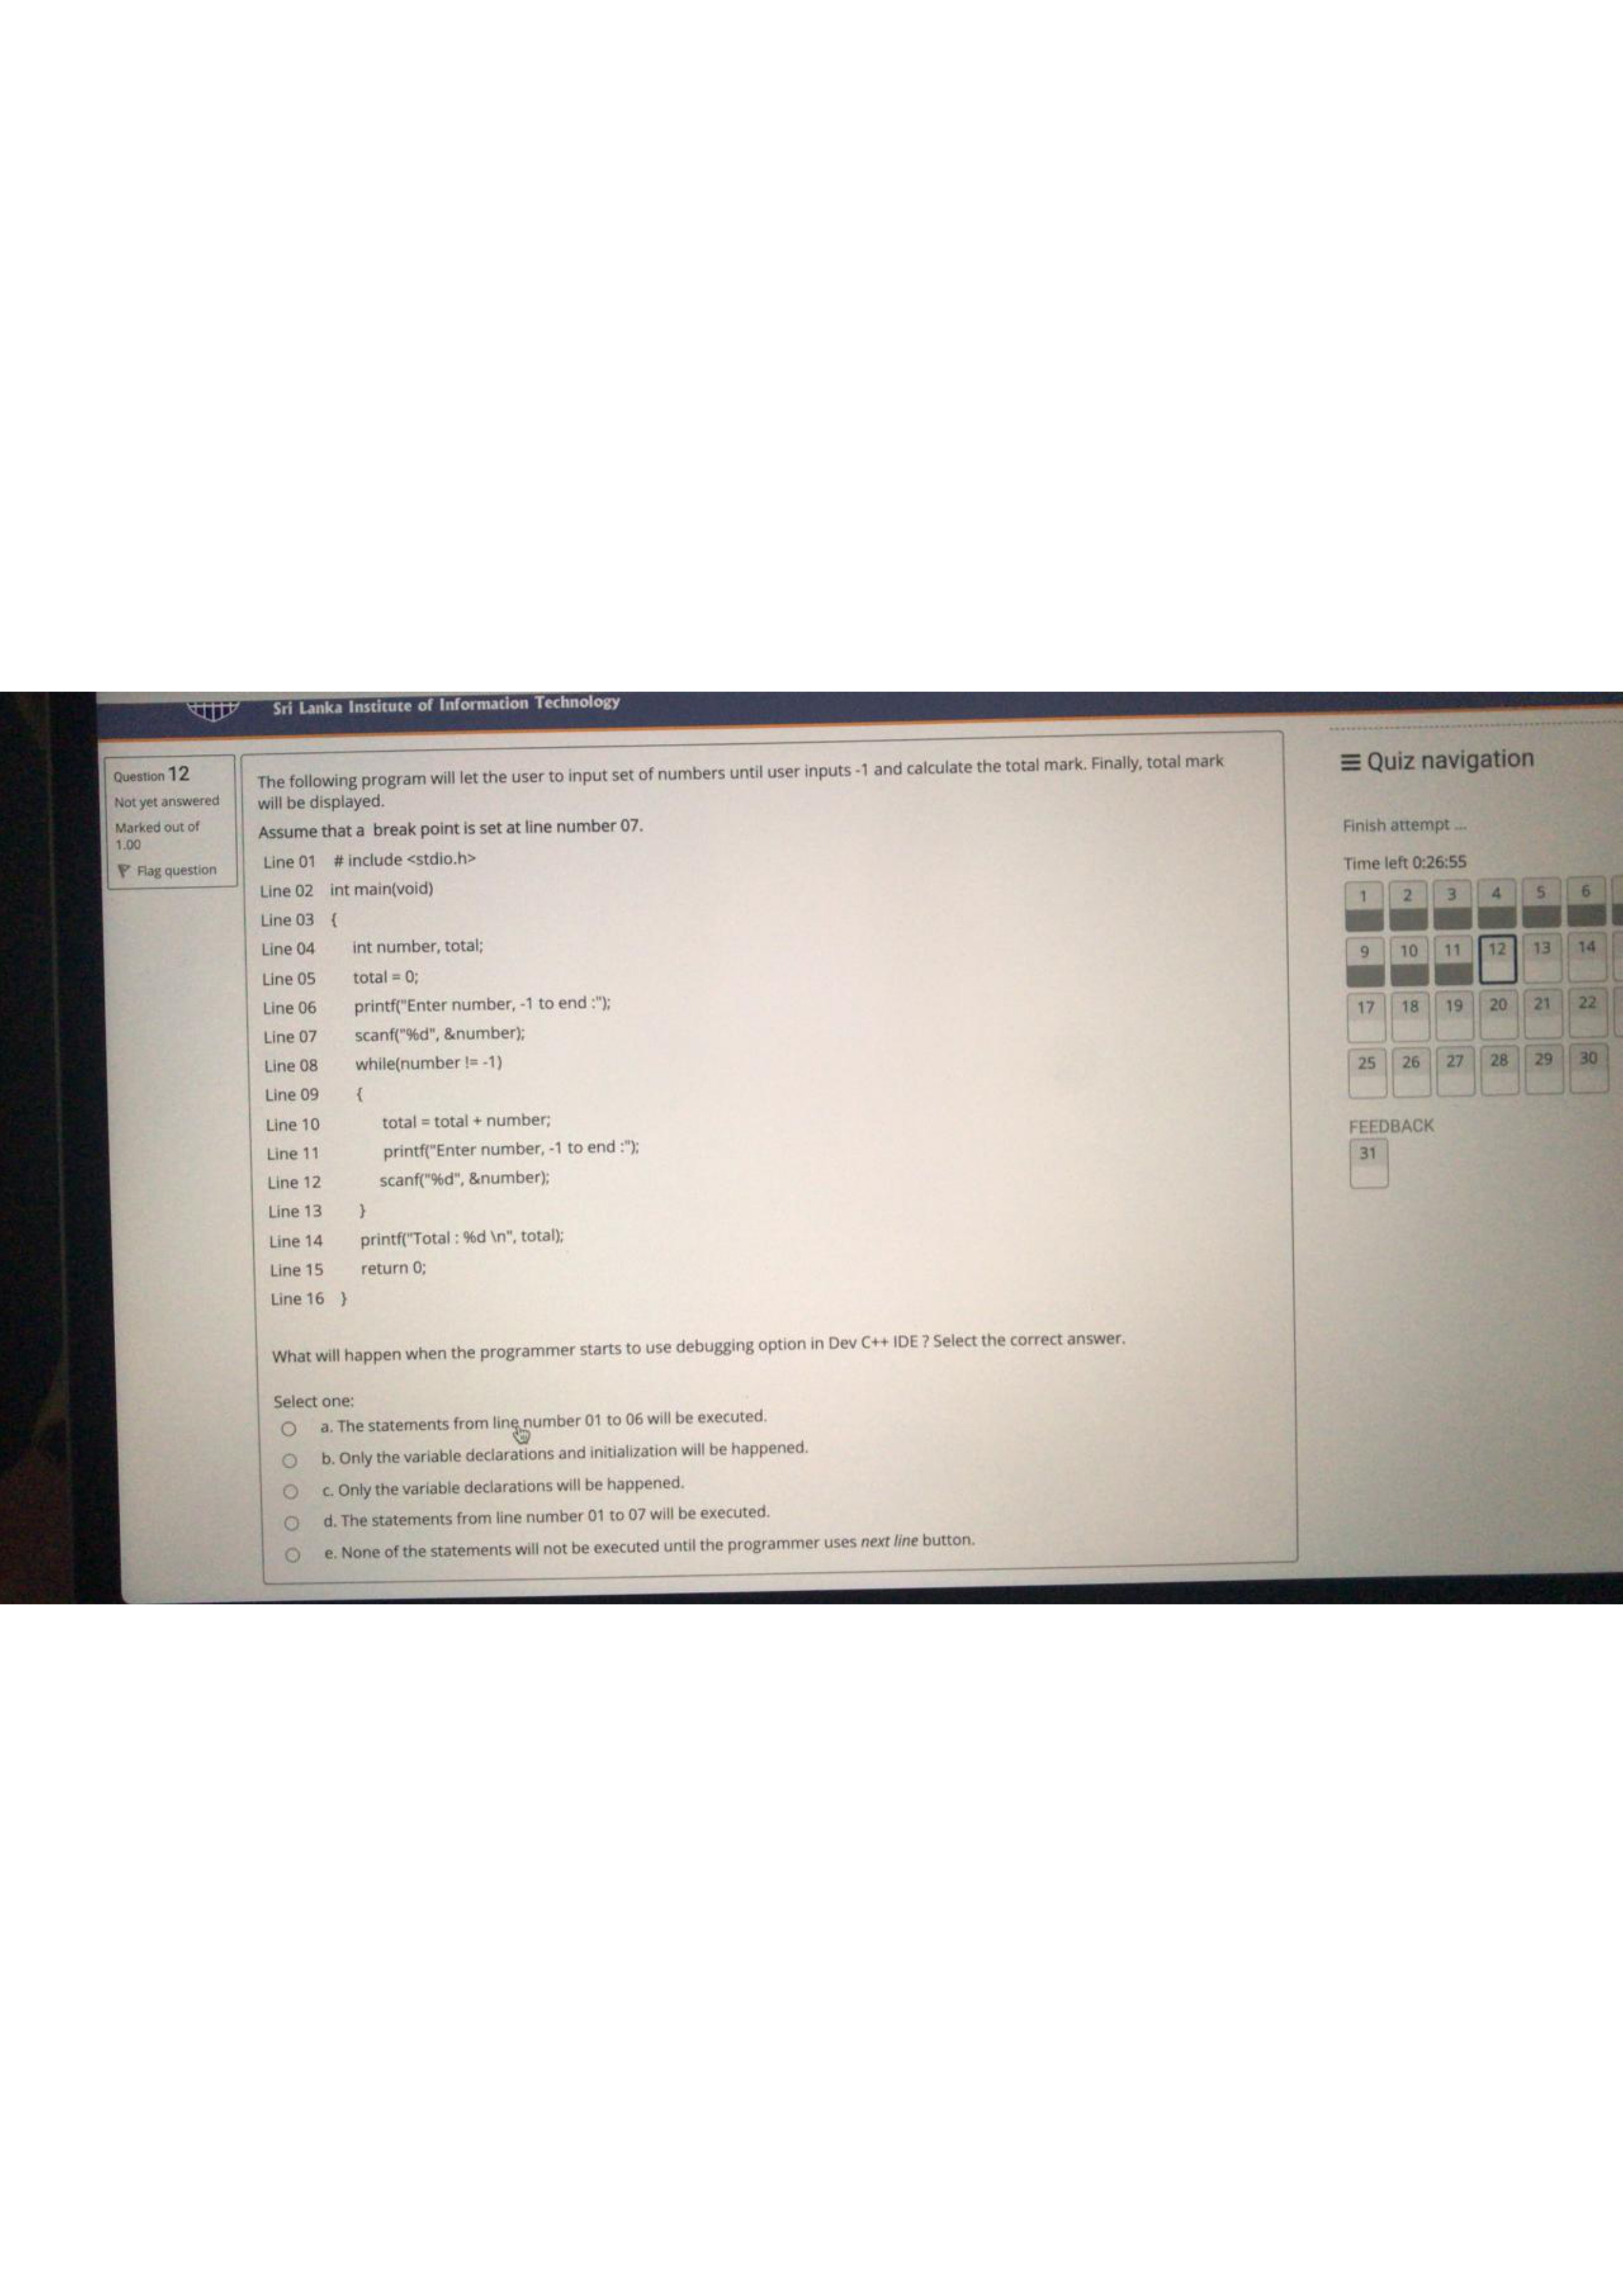 Sri Lanka Institute of Information Technology
Question 12
Not yet answered
Marked out of
1.00
Flag question
The following program will let the user to input set of numbers until user inputs -1 and calculate the total mark. Finally, total mark
will be displayed.
Assume that a break point is set at line number 07.
Line 01 # include <stdio.h>
Line 02 int main(void)
Line 03 {
Line 04 int number, total;
Line 05 total = 0;
Line 06 printf("Enter number, -1 to end :");
Line 07 scanf("%d", &number);
Line 08 while(number != -1)
Line 09 {
Line 10 total = total + number;
Line 11 printf("Enter number, -1 to end :");
Line 12 scanf("%d", &number);
Line 13 }
Line 14 printf("Total : %d \n", total);
Line 15 return 0;
Line 16 }
What will happen when the programmer starts to use debugging option in Dev C++ IDE ? Select the correct answer.
Select one:
a. The statements from line number 01 to 06 will be executed.
b. Only the variable declarations and initialization will be happened.
c. Only the variable declarations will be happened.
d. The statements from line number 01 to 07 will be executed.
e. None of the statements will not be executed until the programmer uses next line button.
Quiz navigation
Finish attempt ...
Time left 0:26:55
1 2 3 4 5 6
9 10 11 12 13 14
17 18 19 20 21 22
25 26 27 28 29 30
FEEDBACK
31